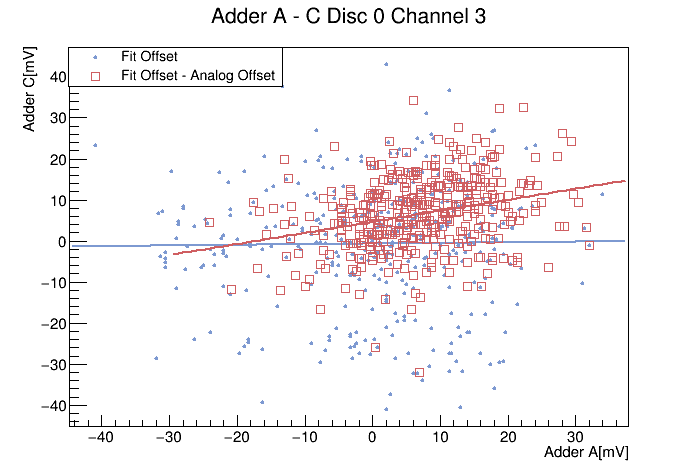 Adder A - C Disc 0 Channel 3
Adder C[mV]
Fit Offset
Fit Offset - Analog Offset
40
30
20
10
0
−10
−20
−30
−40
−40 −30 −20 −10 0 10 20 30
Adder A[mV]